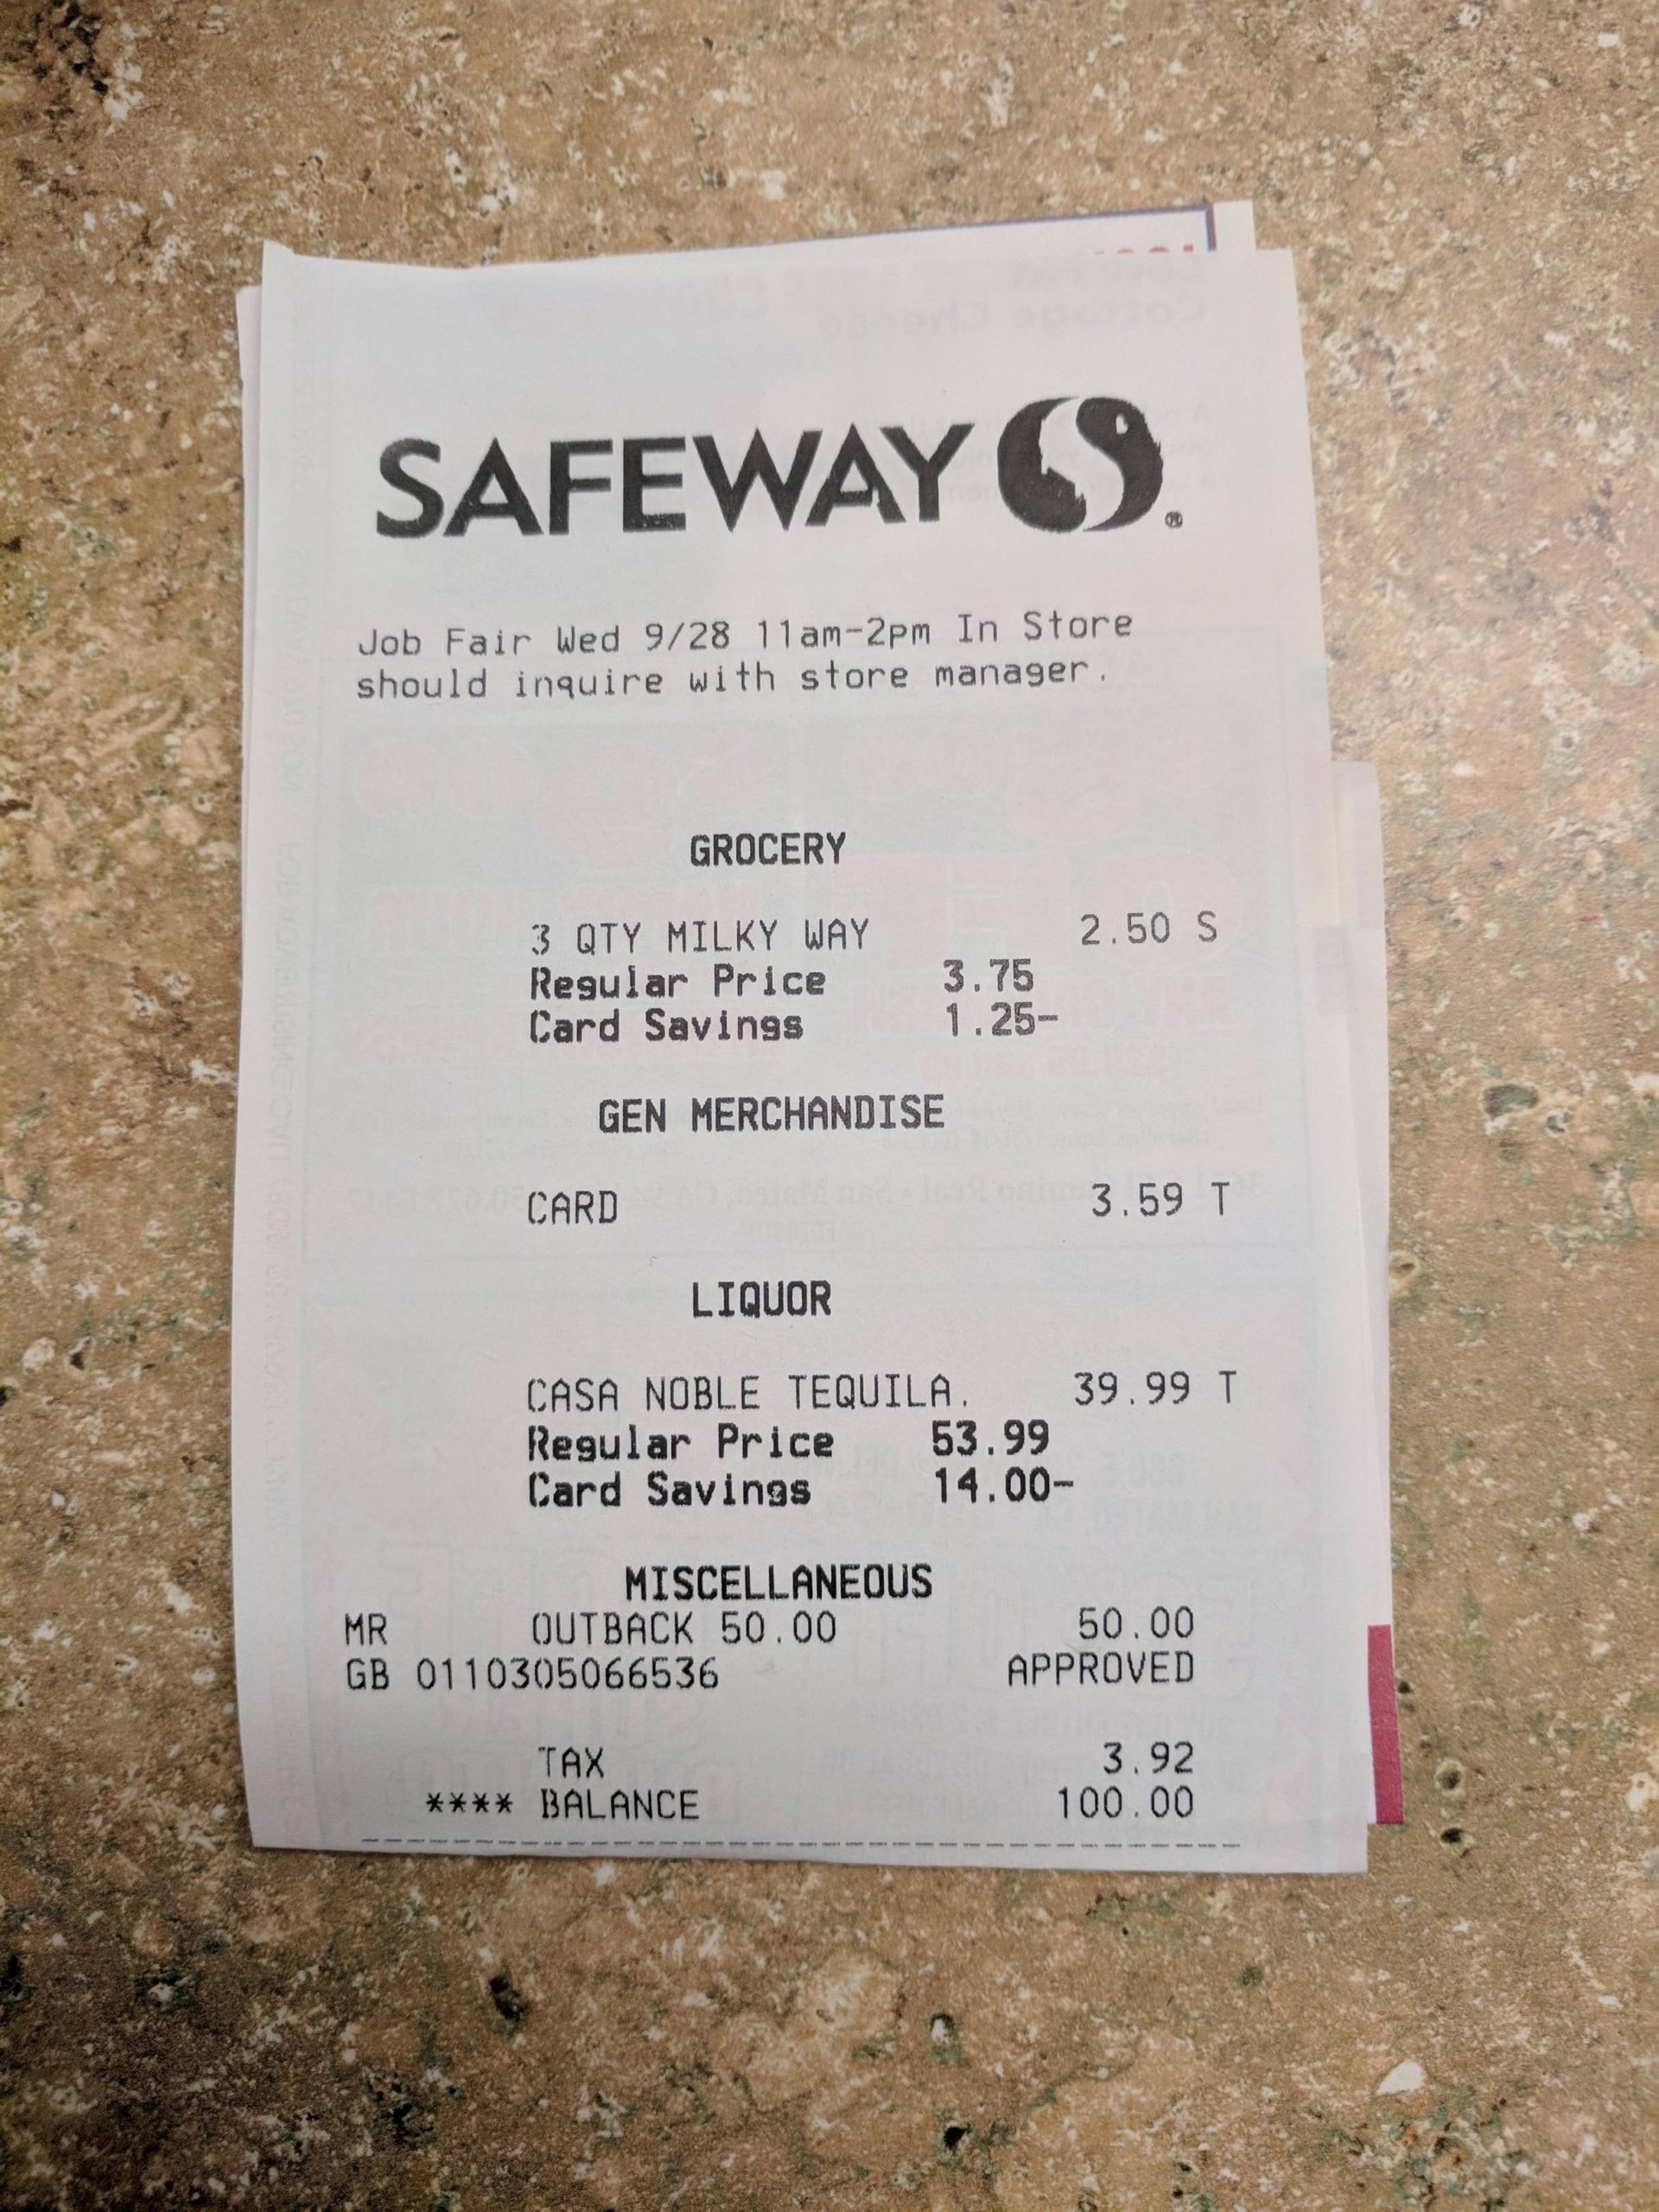 SAFEWAY ®
Job Fair Wed 9/28 11am-2pm In Store
should inquire with store manager.
GROCERY
3 QTY MILKY WAY 2.50 S
Regular Price 3.75
Card Savings 1.25-
GEN MERCHANDISE
CARD 3.59 T
LIQUOR
CASA NOBLE TEQUILA. 39.99 T
Regular Price 53.99
Card Savings 14.00-
MISCELLANEOUS
MR OUTBACK 50.00 50.00
GB 0110305066536 APPROVED
TAX 3.92
**** BALANCE 100.00